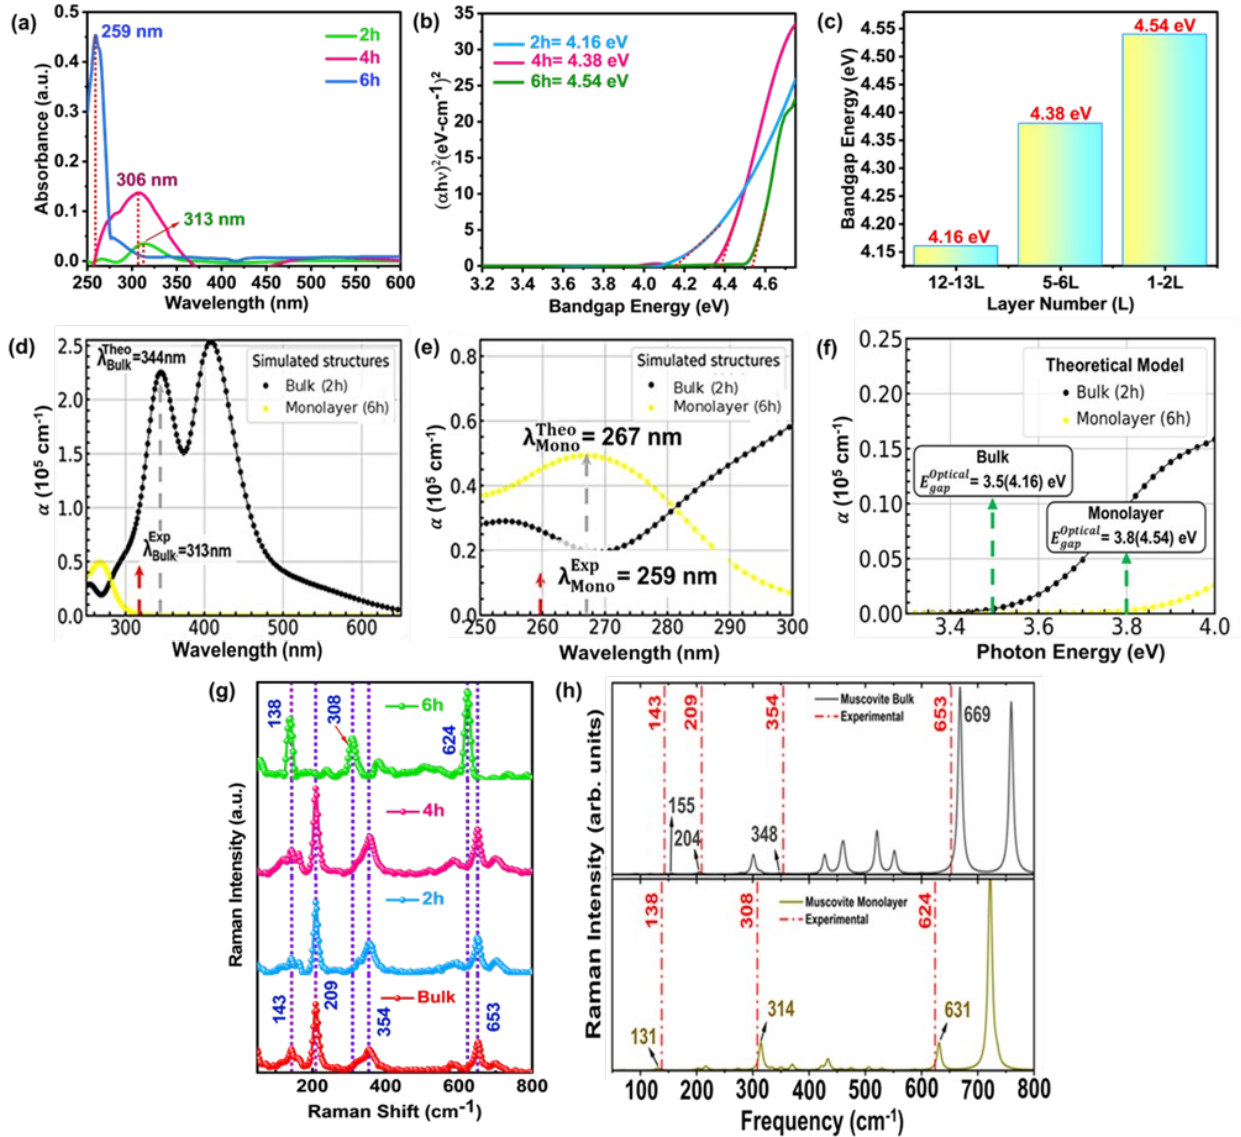 (a)
259 nm
2h
4h
6h
306 nm
313 nm
Absorbance (a.u.)
0.5
0.4
0.3
0.2
0.1
0.0
250 300 350 400 450 500 550 600
Wavelength (nm)
(b)
2h= 4.16 eV
4h= 4.38 eV
6h= 4.54 eV
(αhν)²(eV-cm⁻¹)²
35
30
25
20
15
10
5
0
3.2 3.4 3.6 3.8 4.0 4.2 4.4 4.6
Bandgap Energy (eV)
(c)
4.54 eV
4.38 eV
4.16 eV
Bandgap Energy (eV)
4.55
4.50
4.45
4.40
4.35
4.30
4.25
4.20
4.15
12-13L 5-6L 1-2L
Layer Number (L)
(d)
λ Theo Bulk =344nm
Simulated structures
Bulk (2h)
Monolayer (6h)
λ Exp Bulk =313nm
α (10⁵ cm⁻¹)
2.5
2.0
1.5
1.0
0.5
0.0
300 400 500 600
Wavelength (nm)
(e)
Simulated structures
Bulk (2h)
Monolayer (6h)
λ Theo Mono = 267 nm
λ Exp Mono = 259 nm
α (10⁵ cm⁻¹)
0.8
0.6
0.4
0.2
0.0
250 260 270 280 290 300
Wavelength (nm)
(f)
Theoretical Model
Bulk (2h)
Monolayer (6h)
Bulk
E Optical gap = 3.5(4.16) eV
Monolayer
E Optical gap = 3.8(4.54) eV
α (10⁵ cm⁻¹)
0.25
0.20
0.15
0.10
0.05
0.00
3.4 3.6 3.8 4.0
Photon Energy (eV)
(g)
138
308
624
6h
4h
2h
Bulk
143
209
354
653
Raman Intensity (a.u.)
200 400 600 800
Raman Shift (cm⁻¹)
(h)
143
209
354
653
Muscovite Bulk
Experimental
669
155
204
348
138
308
624
Muscovite Monolayer
Experimental
131
314
631
Raman Intensity (arb. units)
100 200 300 400 500 600 700 800
Frequency (cm⁻¹)